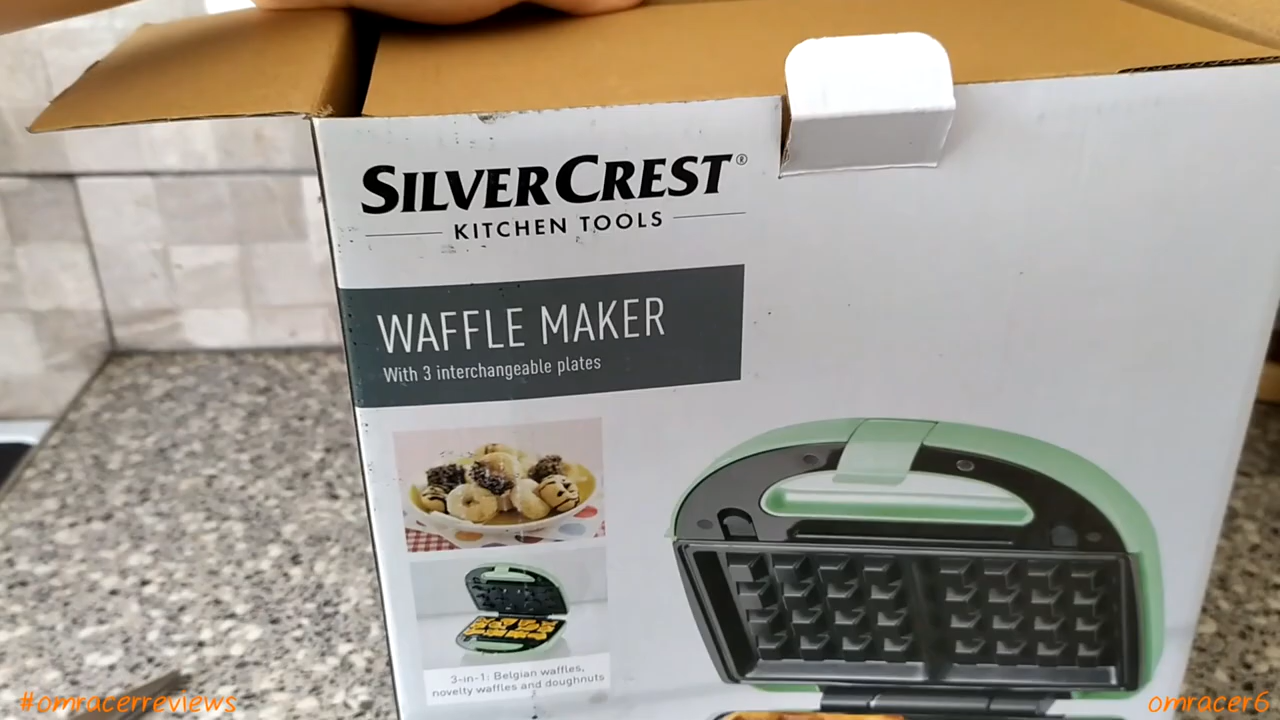 SILVERCREST®
KITCHEN TOOLS
WAFFLE MAKER
With 3 interchangeable plates
3-in-1: Belgian waffles,
novelty waffles and doughnuts
#omracerreviews
omracer6